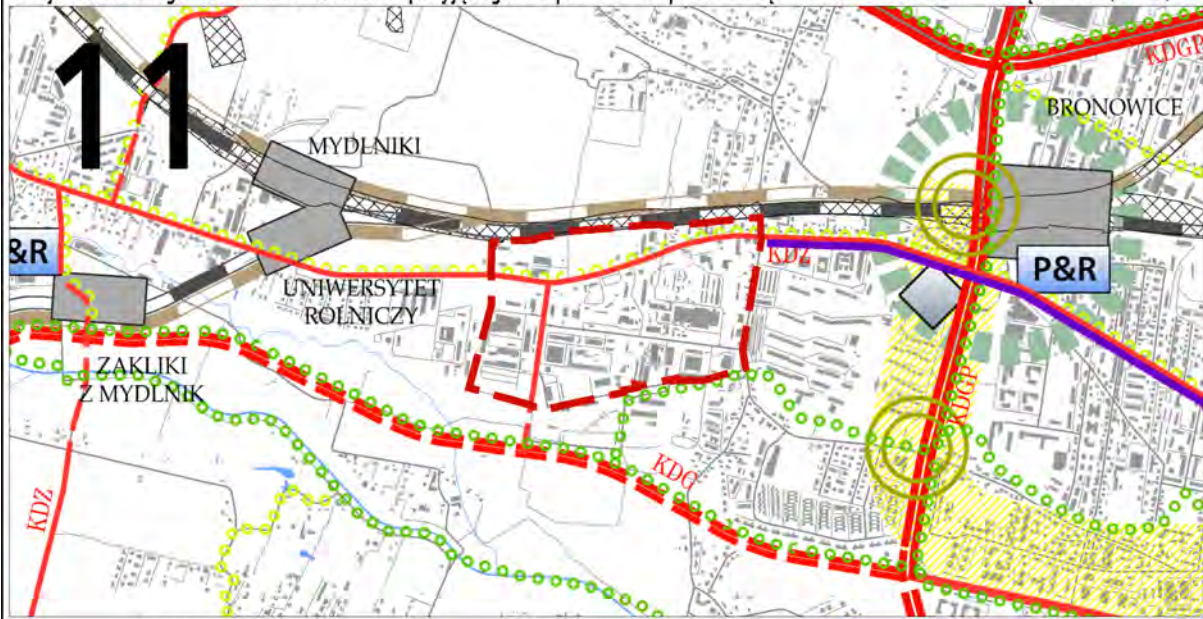 11
KDGP
BRONOWICE
MYDLNIKI
&R
KDZ
P&R
UNIWERSYTET
ROLNICZY
ZAKLIKI
Z MYDLNIK
KDGP
KDG
KDZ